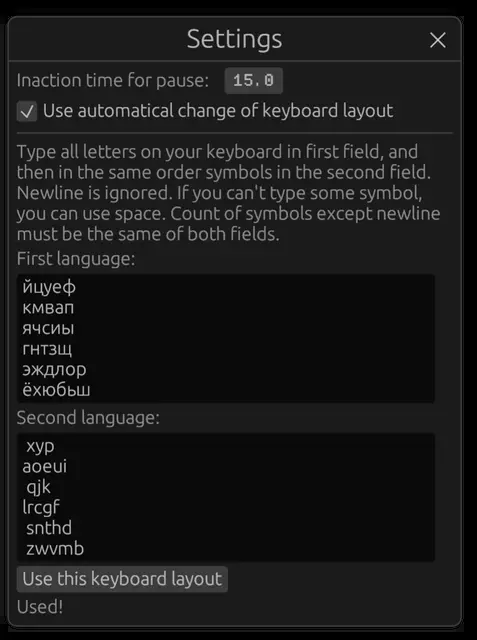 Settings
Inaction time for pause: 15.0
Use automatical change of keyboard layout
Type all letters on your keyboard in first field, and
then in the same order symbols in the second field.
Newline is ignored. If you can't type some symbol,
you can use space. Count of symbols except newline
must be the same of both fields.
First language:
йцуеф
кмвап
ячсиы
гнтзщ
эждлор
ёхюбьш
Second language:
 хур
aoeui
 qjk
lrcgf
 snthd
 zwvmb
Use this keyboard layout
Used!